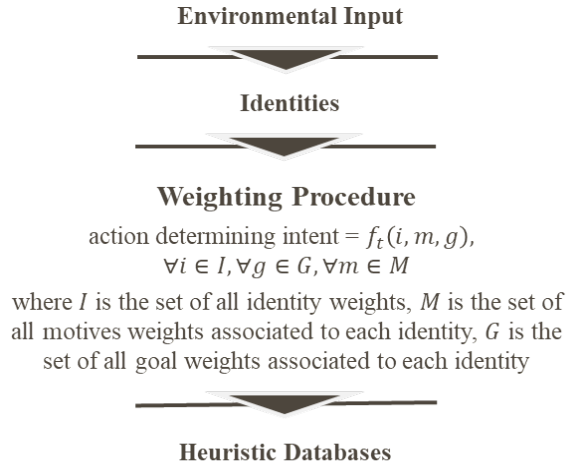 Environmental Input
Identities
Weighting Procedure
action determining intent = fₜ(i, m, g),
∀i ∈ I, ∀g ∈ G, ∀m ∈ M
where I is the set of all identity weights, M is the set of
all motives weights associated to each identity, G is the
set of all goal weights associated to each identity
Heuristic Databases